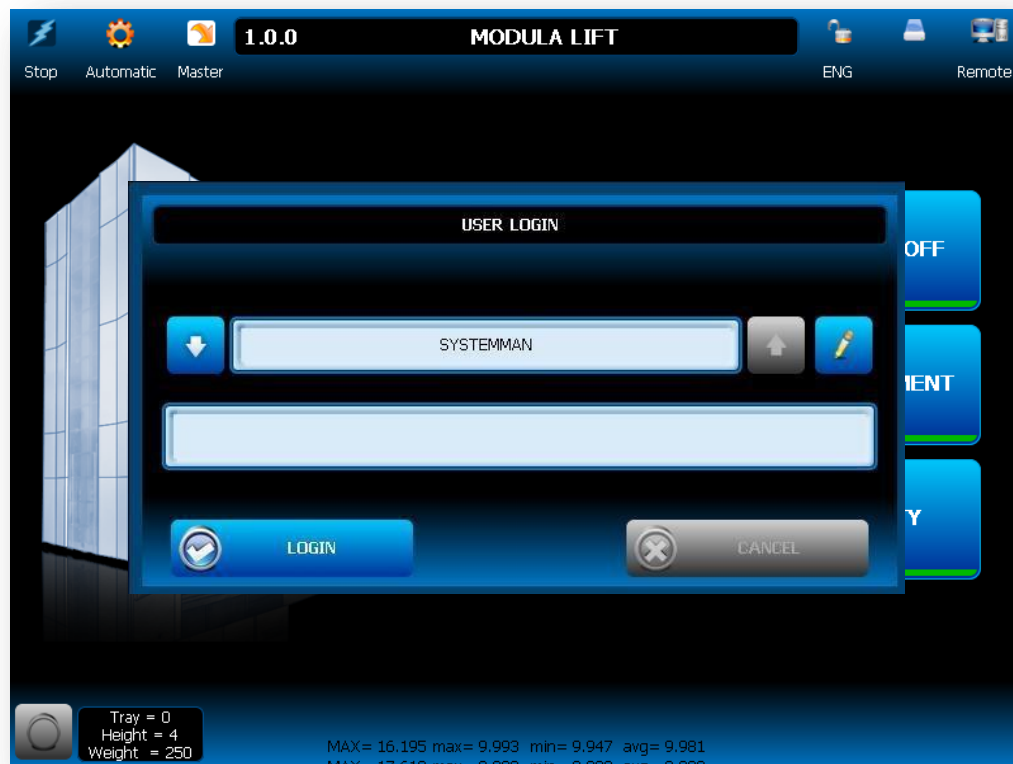 1.0.0 MODULA LIFT
Stop Automatic Master ENG Remote
USER LOGIN
OFF
SYSTEMMAN
MENT
TY
LOGIN CANCEL
Tray = 0
Height = 4
Weight = 250
MAX= 16.195 max= 9.993 min= 9.947 avg= 9.981